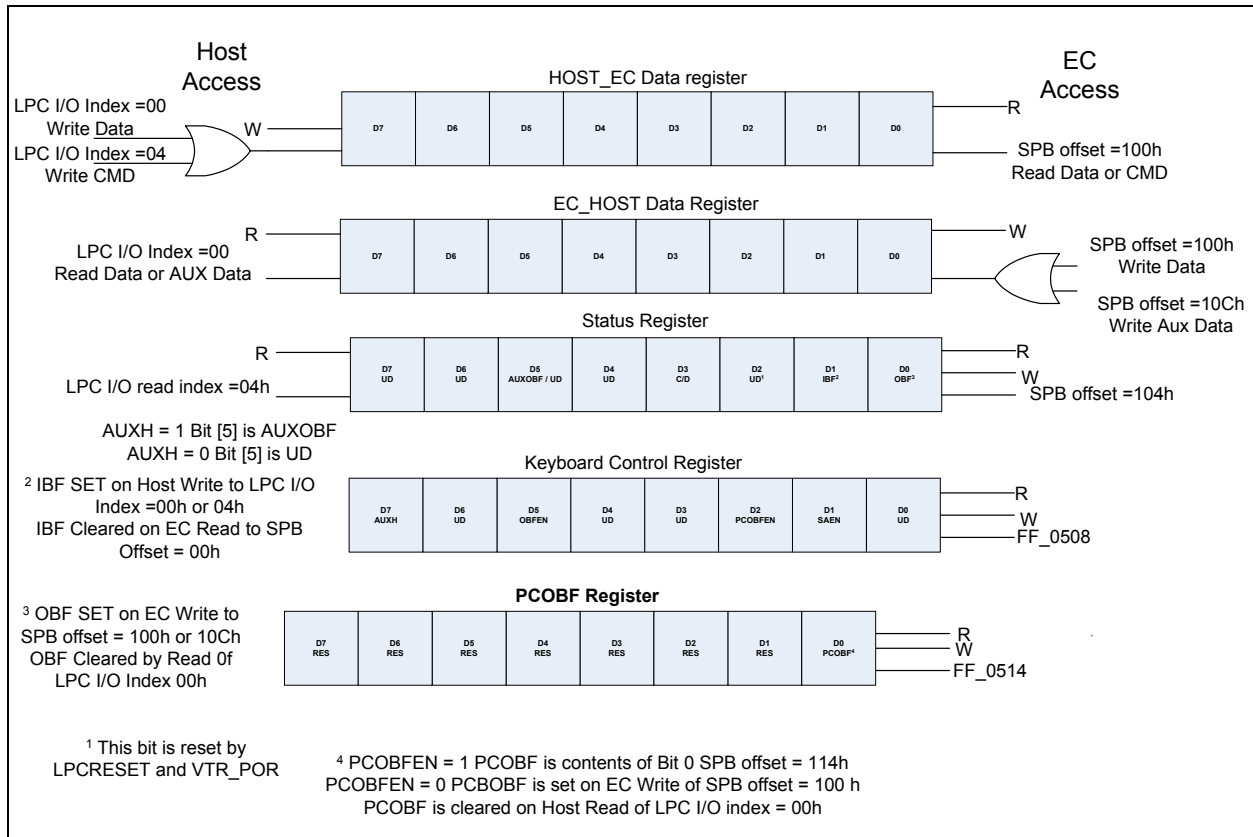 Host
Access
EC
Access
HOST_EC Data register
LPC I/O Index =00
Write Data
LPC I/O Index =04
Write CMD
W
D7 D6 D5 D4 D3 D2 D1 D0
R
SPB offset =100h
Read Data or CMD
EC_HOST Data Register
R
LPC I/O Index =00
Read Data or AUX Data
D7 D6 D5 D4 D3 D2 D1 D0
W
SPB offset =100h
Write Data
SPB offset =10Ch
Write Aux Data
Status Register
R
LPC I/O read index =04h
D7 D6 D5 D4 D3 D2 D1 D0
UD UD AUXOBF / UD UD C/D UD¹ IBF² OBF³
R
W
SPB offset =104h
AUXH = 1 Bit [5] is AUXOBF
AUXH = 0 Bit [5] is UD
Keyboard Control Register
² IBF SET on Host Write to LPC I/O
Index =00h or 04h
IBF Cleared on EC Read to SPB
Offset = 00h
D7 D6 D5 D4 D3 D2 D1 D0
AUXH UD OBFEN UD UD PCOBFEN SAEN UD
R
W
FF_0508
PCOBF Register
³ OBF SET on EC Write to
SPB offset = 100h or 10Ch
OBF Cleared by Read 0f
LPC I/O Index 00h
D7 D6 D5 D4 D3 D2 D1 D0
RES RES RES RES RES RES RES PCOBF⁴
R
W
FF_0514
¹ This bit is reset by
LPCRESET and VTR_POR
⁴ PCOBFEN = 1 PCOBF is contents of Bit 0 SPB offset = 114h
PCOBFEN = 0 PCBOBF is set on EC Write of SPB offset = 100 h
PCOBF is cleared on Host Read of LPC I/O index = 00h